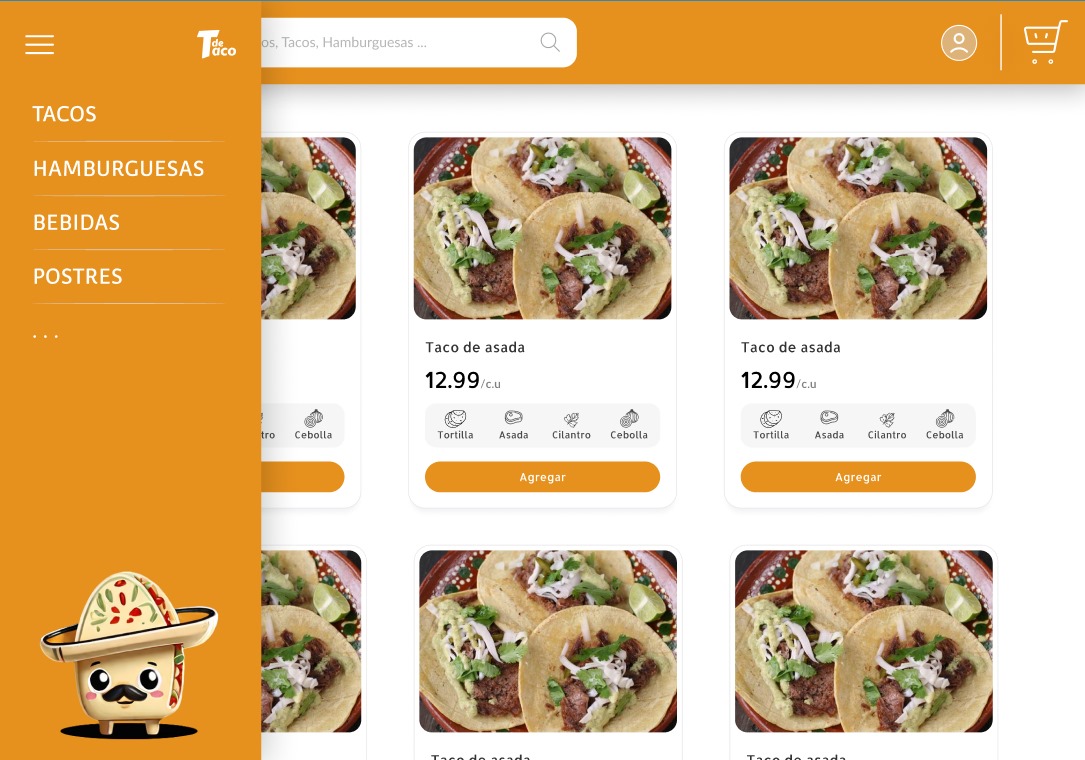 T de Taco
os, Tacos, Hamburguesas ...
TACOS
HAMBURGUESAS
BEBIDAS
POSTRES
...
tro Cebolla
Taco de asada
12.99/c.u
Tortilla Asada Cilantro Cebolla
Agregar
Taco de asada
12.99/c.u
Tortilla Asada Cilantro Cebolla
Agregar
Taco de asada
Taco de asada